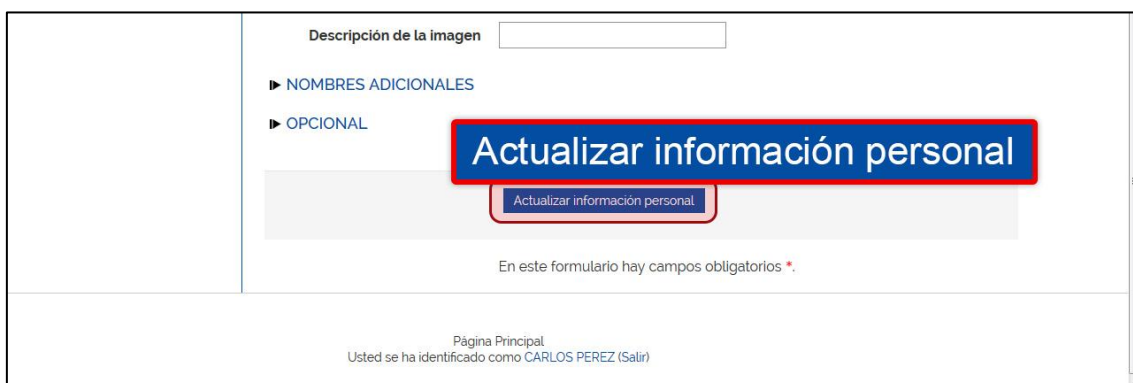 Descripción de la imagen
NOMBRES ADICIONALES
OPCIONAL
Actualizar información personal
Actualizar información personal
En este formulario hay campos obligatorios *.
Página Principal
Usted se ha identificado como CARLOS PEREZ (Salir)